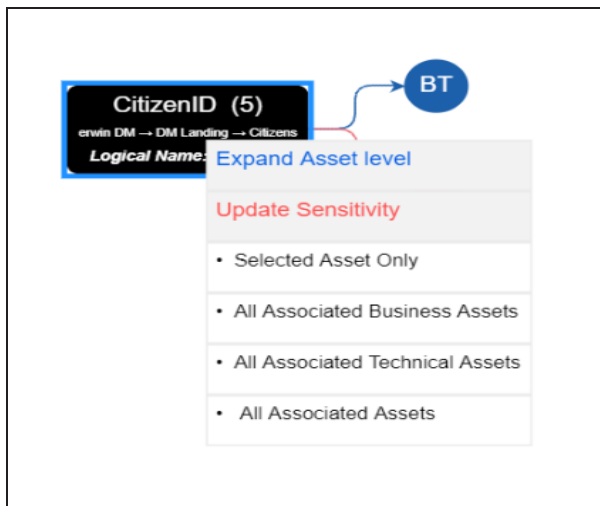 CitizenID (5)
BT
erwin DM → DM Landing → Citizens
Logical Name:
Expand Asset level
Update Sensitivity
• Selected Asset Only
• All Associated Business Assets
• All Associated Technical Assets
• All Associated Assets